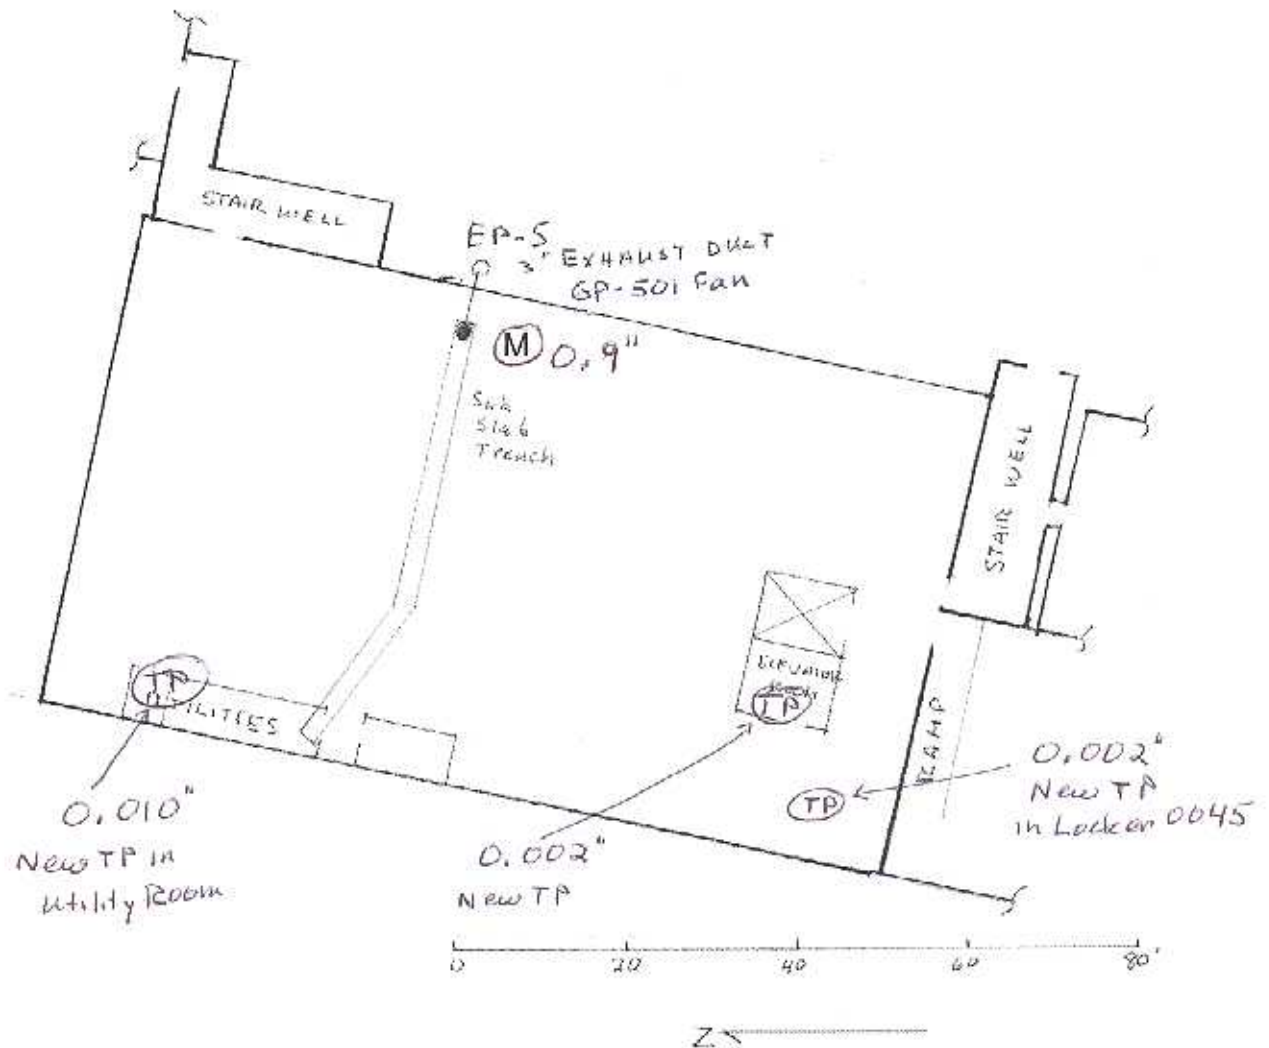 STAIR WELL
EP-5
3" EXHAUST DUCT
GP-501 Fan
M 0.9"
Sub
Slab
Trench
STAIR WELL
ELEVATOR
Room
TP
TP
UTILITIES
RAMP
TP
0.002"
New TP
in Locker 0045
0.010"
New TP in
Utility Room
0.002"
New TP
0 20 40 60 80'
Z